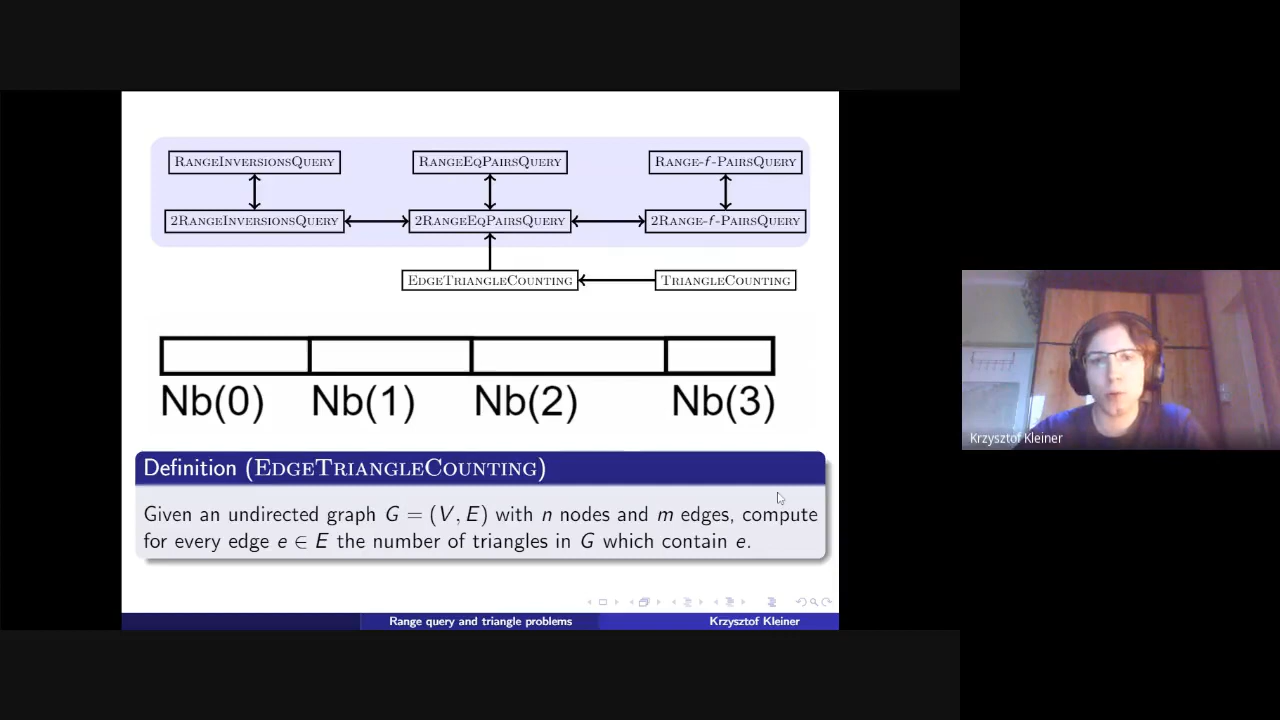 RangeInversionsQuery RangeEqPairsQuery Range-f-PairsQuery
2RangeInversionsQuery 2RangeEqPairsQuery 2Range-f-PairsQuery
EdgeTriangleCounting TriangleCounting
Nb(0) Nb(1) Nb(2) Nb(3)
Definition (EdgeTriangleCounting)
Given an undirected graph G = (V, E) with n nodes and m edges, compute
for every edge e ∈ E the number of triangles in G which contain e.
Range query and triangle problems Krzysztof Kleiner
Krzysztof Kleiner